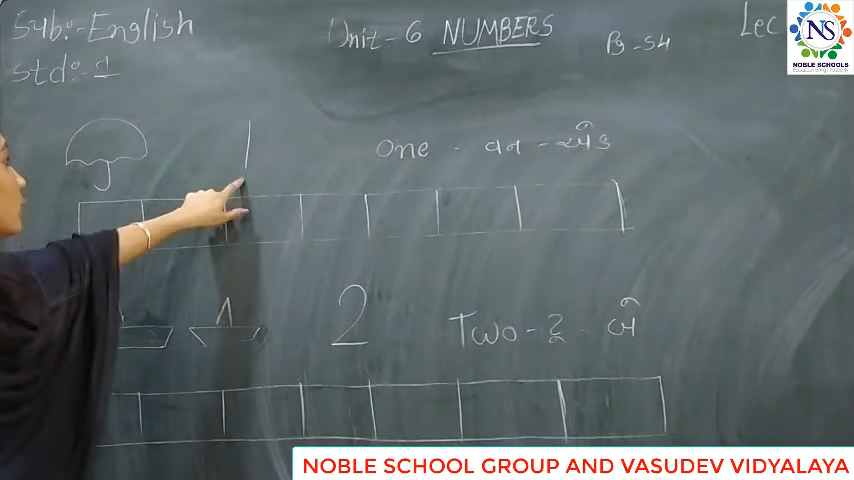 Sub:- English
Unit - 6 NUMBERS
Pg - 54
Lec
Std:- 1
NS
NOBLE SCHOOLS
1
One - વન - એક
2
Two - ટૂ - બે
NOBLE SCHOOL GROUP AND VASUDEV VIDYALAYA